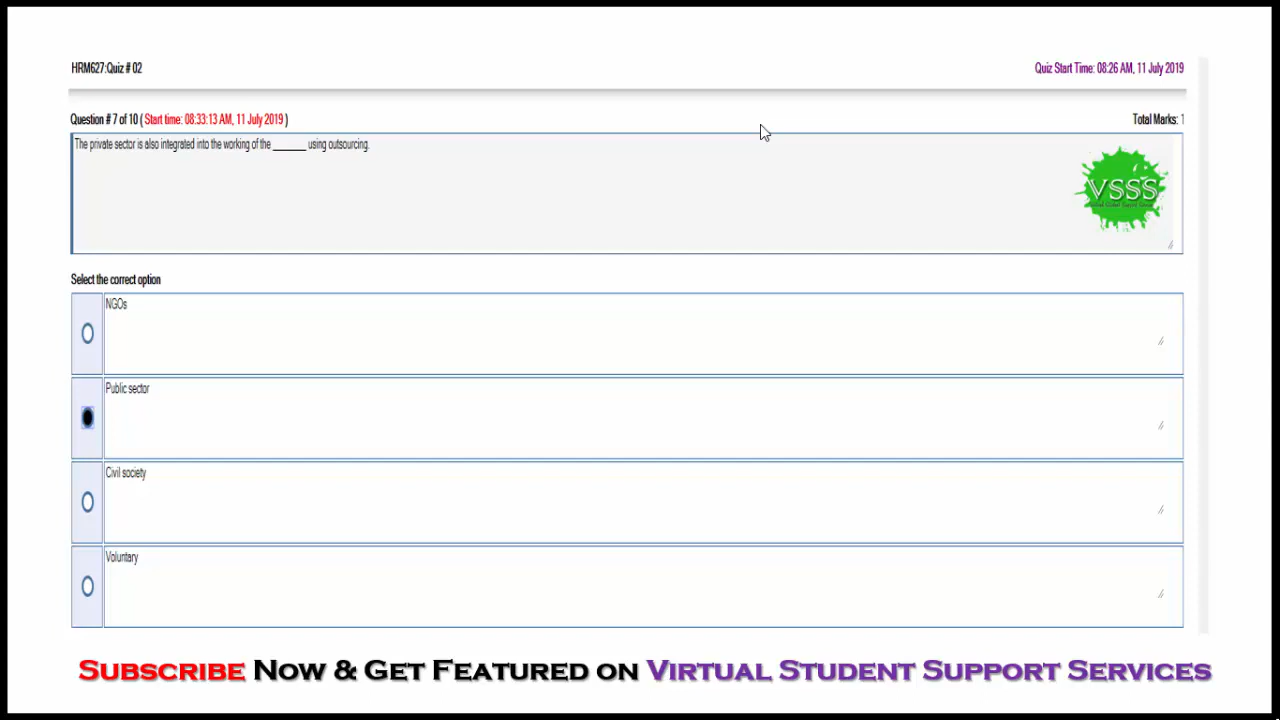 HRM627:Quiz # 02
Quiz Start Time: 08:26 AM, 11 July 2019
Question # 7 of 10 ( Start time: 08:33:13 AM, 11 July 2019 )
Total Marks: 1
The private sector is also integrated into the working of the _______ using outsourcing.
VSSS
Select the correct option
NGOs
Public sector
Civil society
Voluntary
SUBSCRIBE NOW & GET FEATURED ON VIRTUAL STUDENT SUPPORT SERVICES